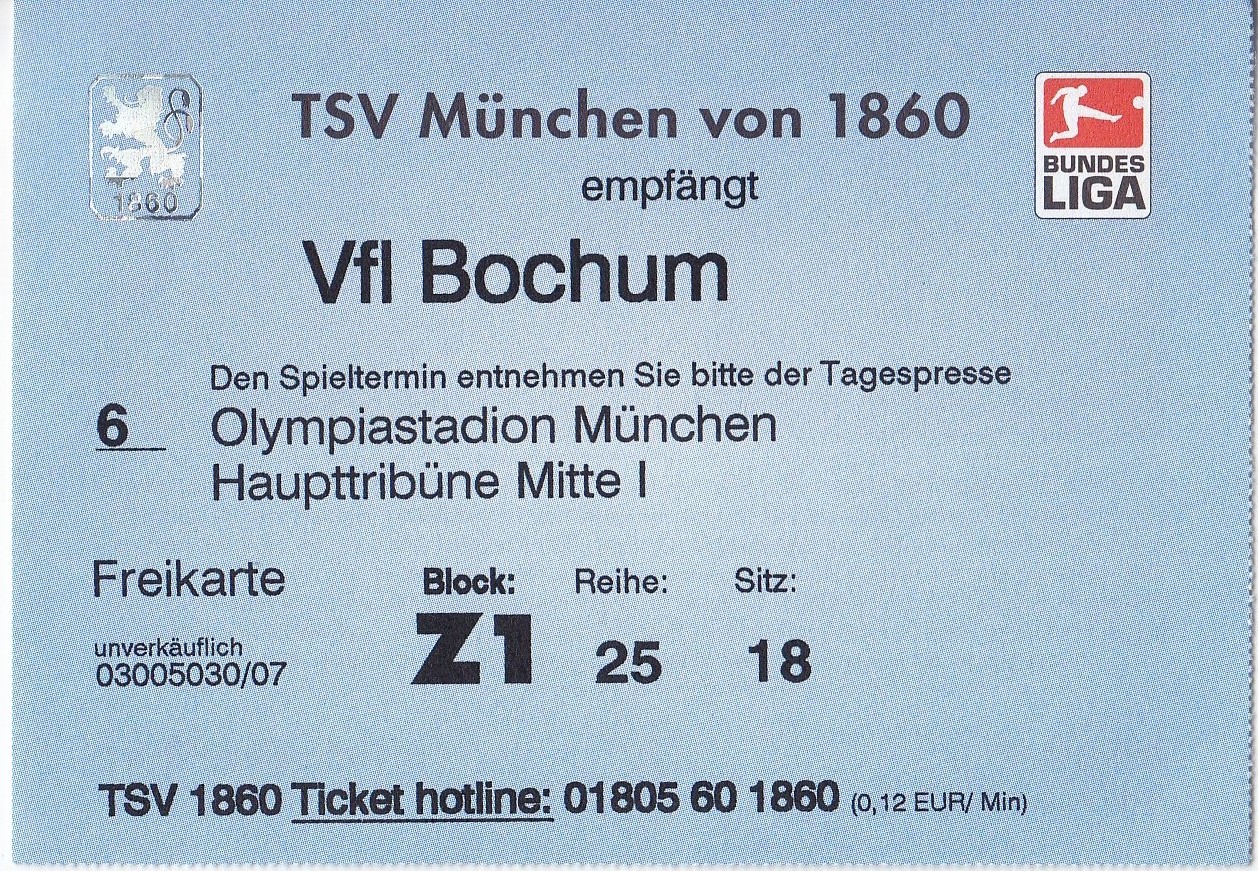 TSV München von 1860
1860
BUNDES
LIGA
empfängt
Vfl Bochum
Den Spieltermin entnehmen Sie bitte der Tagespresse
6 Olympiastadion München
Haupttribüne Mitte I
Freikarte Block: Reihe: Sitz:
unverkäuflich
03005030/07 Z1 25 18
TSV 1860 Ticket hotline: 01805 60 1860 (0,12 EUR/ Min)